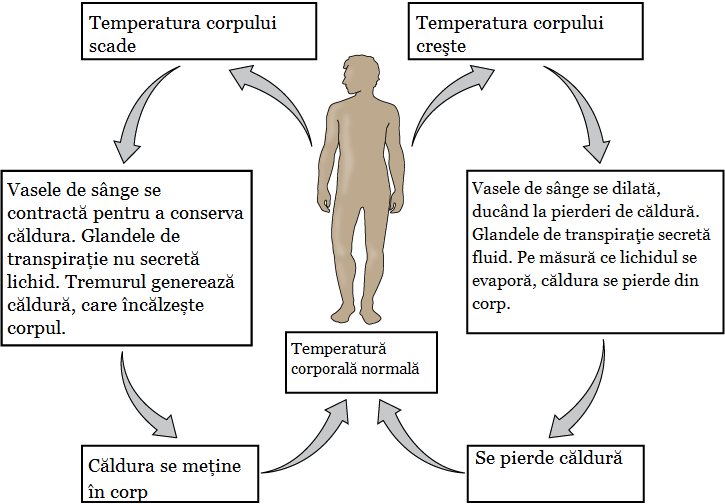 Temperatura corpului
scade
Temperatura corpului
creşte
Vasele de sânge se
contractă pentru a conserva
căldura. Glandele de
transpirație nu secretă
lichid. Tremurul generează
căldură, care încălzește
corpul.
Vasele de sânge se dilată,
ducând la pierderi de căldură.
Glandele de transpiraţie secretă
fluid. Pe măsură ce lichidul se
evaporă, căldura se pierde din
corp.
Temperatură
corporală normală
Căldura se meține
în corp
Se pierde căldură